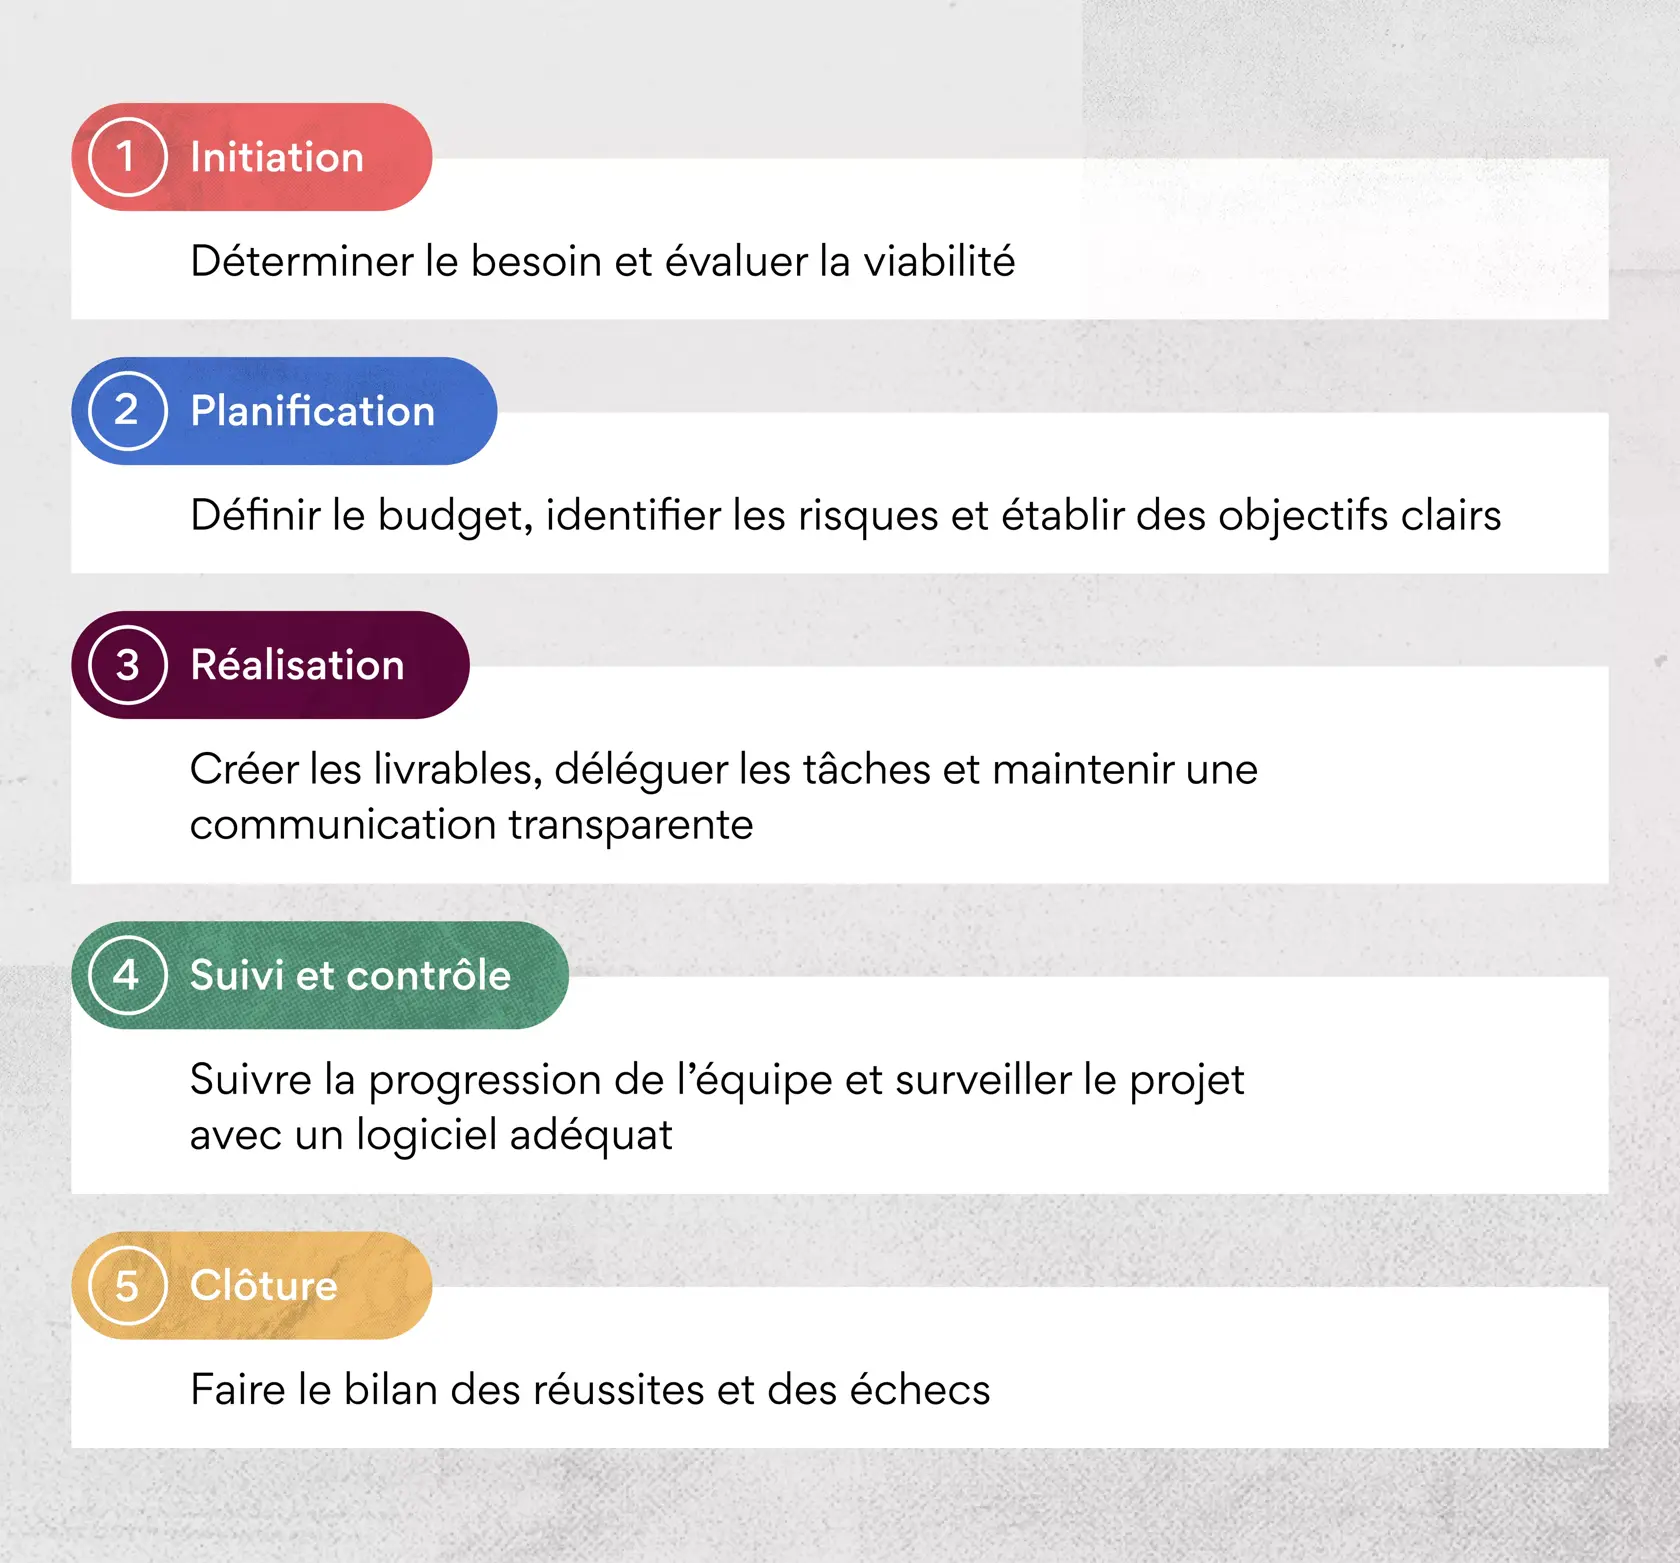 1 Initiation
Déterminer le besoin et évaluer la viabilité
2 Planification
Définir le budget, identifier les risques et établir des objectifs clairs
3 Réalisation
Créer les livrables, déléguer les tâches et maintenir une
communication transparente
4 Suivi et contrôle
Suivre la progression de l’équipe et surveiller le projet
avec un logiciel adéquat
5 Clôture
Faire le bilan des réussites et des échecs